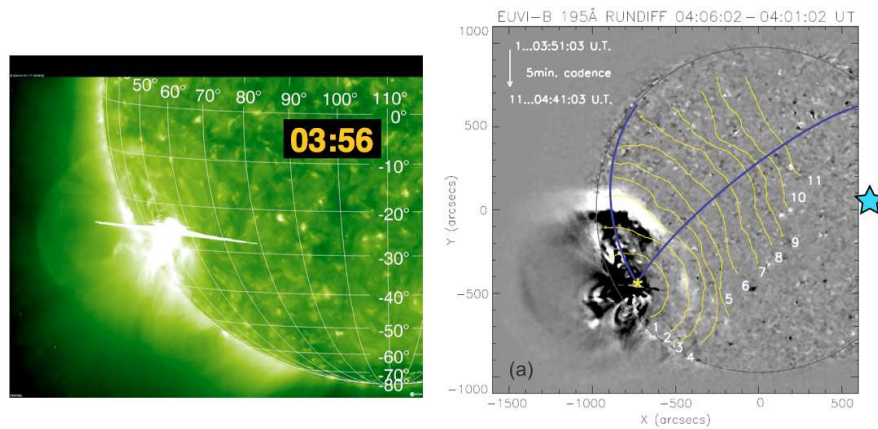 50° 60° 70° 80° 90° 100° 110°
0°
03:56
-10°
-20°
-30°
-40°
-50°
-60°
-70°
-80°
EUVI-B 195Å RUNDIFF 04:06:02-04:01:02 UT
1...03:51:03 U.T.
5min. cadence
11...04:41:03 U.T.
1000
500
0
-500
-1000
Y (arcsecs)
11
10
9
8
7
6
5
1
2
3
4
(a)
-1500 -1000 -500 0 500
X (arcsecs)